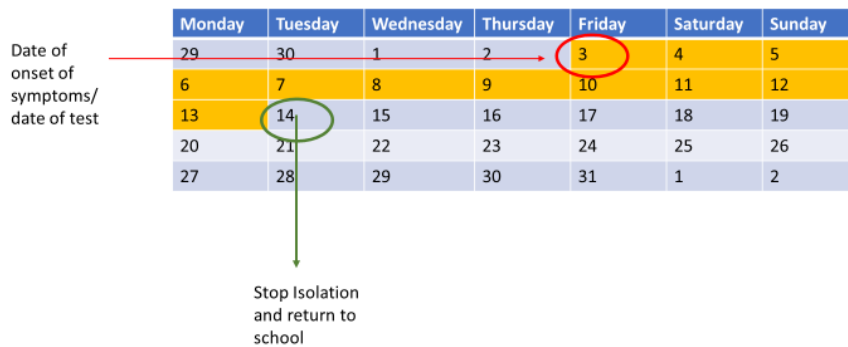 Monday Tuesday Wednesday Thursday Friday Saturday Sunday
29 30 1 2 3 4 5
6 7 8 9 10 11 12
13 14 15 16 17 18 19
20 21 22 23 24 25 26
27 28 29 30 31 1 2
Date of
onset of
symptoms/
date of test
Stop Isolation
and return to
school